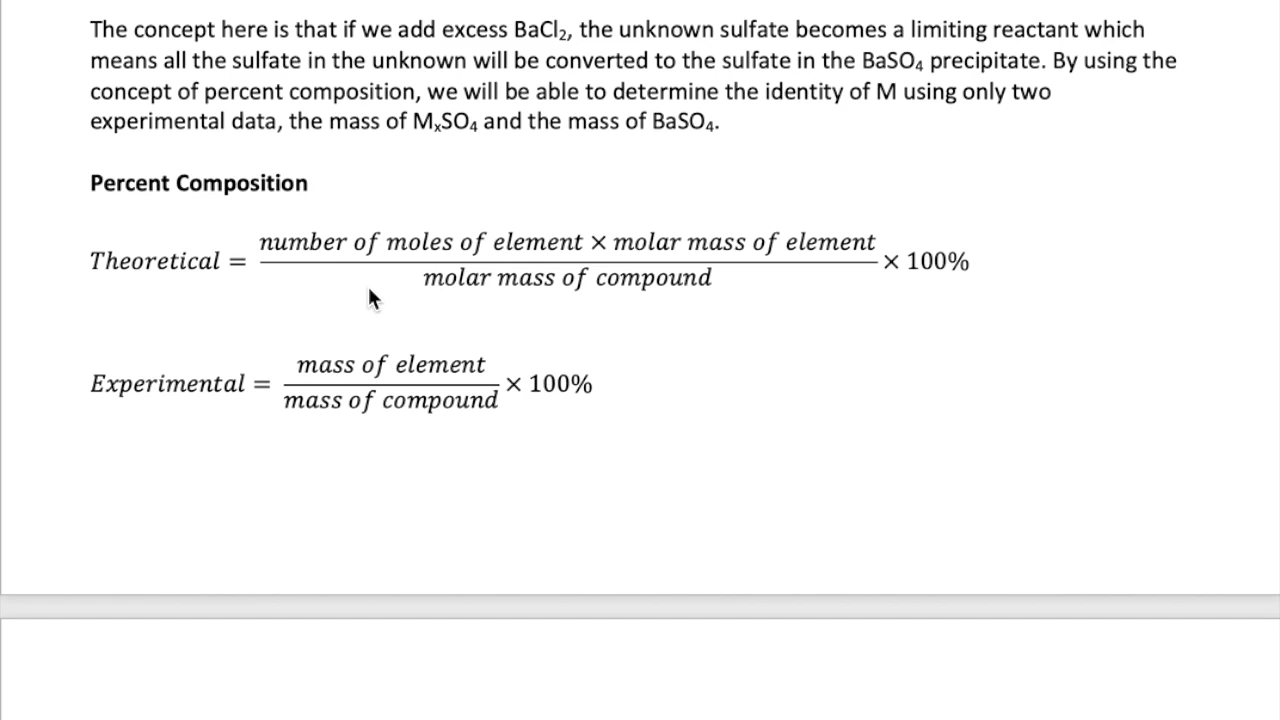 The concept here is that if we add excess BaCl₂, the unknown sulfate becomes a limiting reactant which
means all the sulfate in the unknown will be converted to the sulfate in the BaSO₄ precipitate. By using the
concept of percent composition, we will be able to determine the identity of M using only two
experimental data, the mass of MₓSO₄ and the mass of BaSO₄.
Percent Composition
Theoretical = number of moles of element × molar mass of element / molar mass of compound × 100%
Experimental = mass of element / mass of compound × 100%